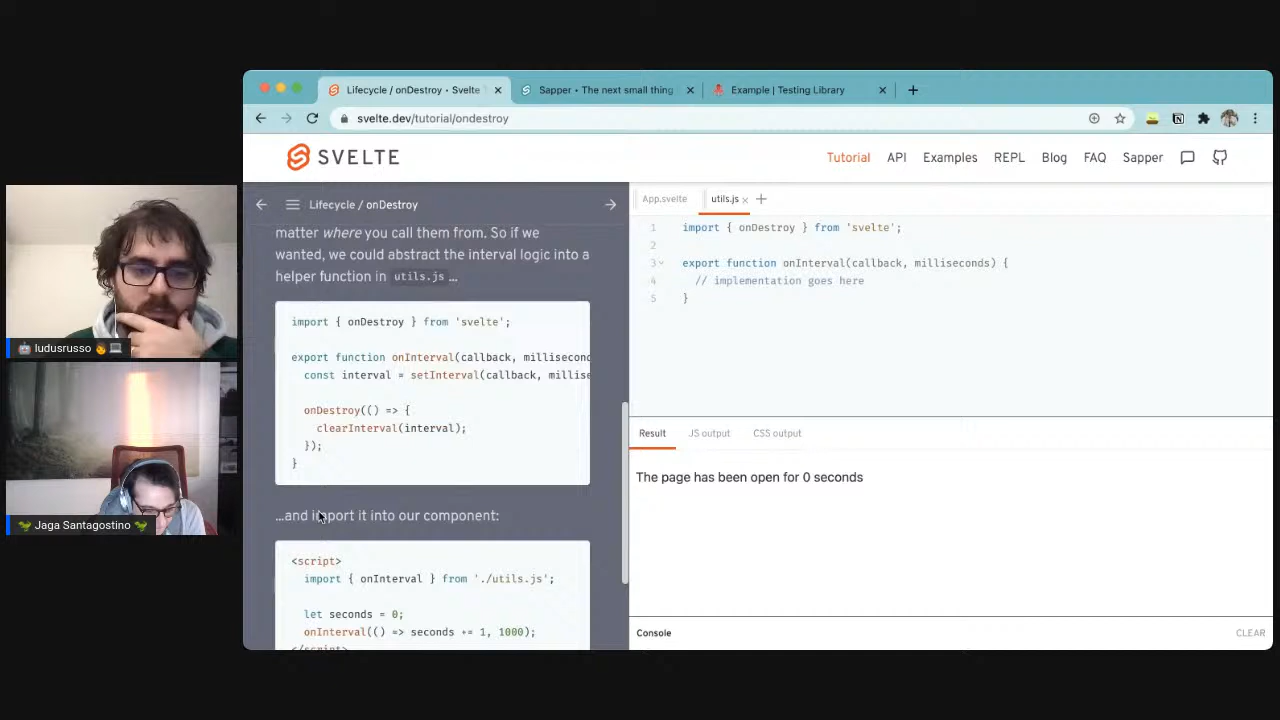 Lifecycle / onDestroy • Svelte
Sapper • The next small thing
Example | Testing Library
svelte.dev/tutorial/ondestroy
SVELTE
Tutorial
API
Examples
REPL
Blog
FAQ
Sapper
Lifecycle / onDestroy
matter where you call them from. So if we
wanted, we could abstract the interval logic into a
helper function in utils.js ...
import { onDestroy } from 'svelte';
export function onInterval(callback, millisecond
const interval = setInterval(callback, millise
onDestroy(() => {
clearInterval(interval);
});
}
...and import it into our component:
<script>
import { onInterval } from './utils.js';
let seconds = 0;
onInterval(() => seconds += 1, 1000);
</script>
App.svelte
utils.js
1 import { onDestroy } from 'svelte';
2
3 export function onInterval(callback, milliseconds) {
4 // implementation goes here
5 }
Result
JS output
CSS output
The page has been open for 0 seconds
Console
CLEAR
ludusrusso
Jaga Santagostino